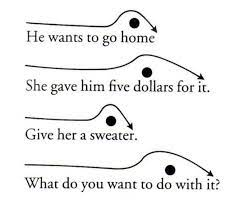 He wants to go home
She gave him five dollars for it.
Give her a sweater.
What do you want to do with it?